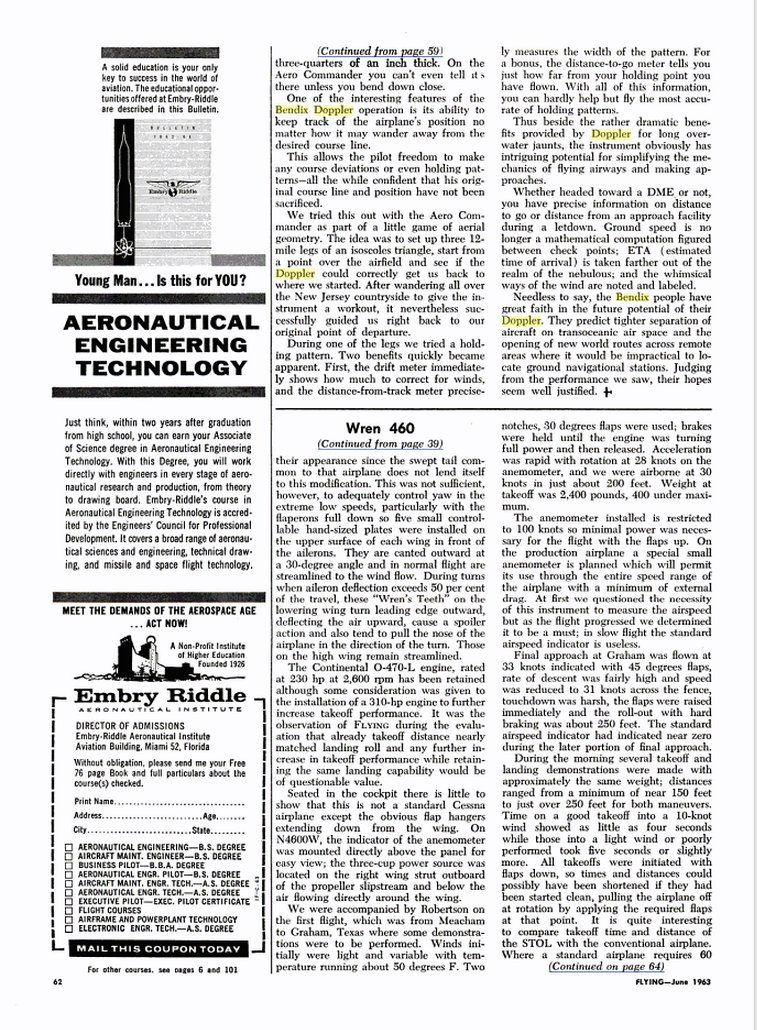 A solid education is your only
key to success in the world of
aviation. The educational oppor-
tunities offered at Embry-Riddle
are described in this Bulletin.
BULLETIN
Embry Riddle
Young Man...Is this for YOU?
AERONAUTICAL
ENGINEERING
TECHNOLOGY
Just think, within two years after graduation
from high school, you can earn your Associate
of Science degree in Aeronautical Engineering
Technology. With this Degree, you will work
directly with engineers in every stage of aero-
nautical research and production, from theory
to drawing board. Embry-Riddle's course in
Aeronautical Engineering Technology is accred-
ited by the Engineers' Council for Professional
Development. It covers a broad range of aeronau-
tical sciences and engineering, technical draw-
ing, and missile and space flight technology.
MEET THE DEMANDS OF THE AEROSPACE AGE
... ACT NOW!
A Non-Profit Institute
of Higher Education
Founded 1926
Embry Riddle
AERONAUTICAL INSTITUTE
DIRECTOR OF ADMISSIONS
Embry-Riddle Aeronautical Institute
Aviation Building, Miami 52, Florida
Without obligation, please send me your Free
76 page Book and full particulars about the
course(s) checked.
Print Name
Address Age
City State
AERONAUTICAL ENGINEERING—B.S. DEGREE
AIRCRAFT MAINT. ENGINEER—B.S. DEGREE
BUSINESS PILOT—B.B.A. DEGREE
AERONAUTICAL ENGR. PILOT—B.S. DEGREE
AIRCRAFT MAINT. ENGR. TECH.—A.S. DEGREE
AERONAUTICAL ENGR. TECH.—A.S. DEGREE
EXECUTIVE PILOT—EXEC. PILOT CERTIFICATE
FLIGHT COURSES
AIRFRAME AND POWERPLANT TECHNOLOGY
ELECTRONIC ENGR. TECH.—A.S. DEGREE
MAIL THIS COUPON TODAY
For other courses, see pages 6 and 101
62
(Continued from page 59)
three-quarters of an inch thick. On the
Aero Commander you can't even tell it s
there unless you bend down close.
One of the interesting features of the
Bendix Doppler operation is its ability to
keep track of the airplane's position no
matter how it may wander away from the
desired course line.
This allows the pilot freedom to make
any course deviations or even holding pat-
terns—all the while confident that his orig-
inal course line and position have not been
sacrificed.
We tried this out with the Aero Com-
mander as part of a little game of aerial
geometry. The idea was to set up three 12-
mile legs of an isosceles triangle, start from
a point over the airfield and see if the
Doppler could correctly get us back to
where we started. After wandering all over
the New Jersey countryside to give the in-
strument a workout, it nevertheless suc-
cessfully guided us right back to our
original point of departure.
During one of the legs we tried a hold-
ing pattern. Two benefits quickly became
apparent. First, the drift meter immediate-
ly shows how much to correct for winds,
and the distance-from-track meter precise-
ly measures the width of the pattern. For
a bonus, the distance-to-go meter tells you
just how far from your holding point you
have flown. With all of this information,
you can hardly help but fly the most accu-
rate of holding patterns.
Thus beside the rather dramatic bene-
fits provided by Doppler for long over-
water jaunts, the instrument obviously has
intriguing potential for simplifying the me-
chanics of flying airways and making ap-
proaches.
Whether headed toward a DME or not,
you have precise information on distance
to go or distance from an approach facility
during a letdown. Ground speed is no
longer a mathematical computation figured
between check points; ETA (estimated
time of arrival) is taken farther out of the
realm of the nebulous; and the whimsical
ways of the wind are noted and labeled.
Needless to say, the Bendix people have
great faith in the future potential of their
Doppler. They predict tighter separation of
aircraft on transoceanic air space and the
opening of new world routes across remote
areas where it would be impractical to lo-
cate ground navigational stations. Judging
from the performance we saw, their hopes
seem well justified.
Wren 460
(Continued from page 39)
their appearance since the swept tail com-
mon to that airplane does not lend itself
to this modification. This was not sufficient,
however, to adequately control yaw in the
extreme low speeds, particularly with the
flaperons full down so five small control-
lable hand-sized plates were installed on
the upper surface of each wing in front of
the ailerons. They are canted outward at
a 30-degree angle and in normal flight are
streamlined to the wind flow. During turns
when aileron deflection exceeds 50 per cent
of the travel, these "Wren's Teeth" on the
lowering wing turn leading edge outward,
deflecting the air upward, cause a spoiler
action and also tend to pull the nose of the
airplane in the direction of the turn. Those
on the high wing remain streamlined.
The Continental O-470-L engine, rated
at 230 hp at 2,600 rpm has been retained
although some consideration was given to
the installation of a 310-hp engine to further
increase takeoff performance. It was the
observation of FLYING during the evalu-
ation that already takeoff distance nearly
matched landing roll and any further in-
crease in takeoff performance while retain-
ing the same landing capability would be
of questionable value.
Seated in the cockpit there is little to
show that this is not a standard Cessna
airplane except the obvious flap hangers
extending down from the wing. On
N4600W, the indicator of the anemometer
was mounted directly above the panel for
easy view; the three-cup power source was
located on the right wing strut outboard
of the propeller slipstream and below the
air flowing directly around the wing.
We were accompanied by Robertson on
the first flight, which was from Meacham
to Graham, Texas where some demonstra-
tions were to be performed. Winds ini-
tially were light and variable with tem-
perature running about 50 degrees F. Two
notches, 30 degrees flaps were used; brakes
were held until the engine was turning
full power and then released. Acceleration
was rapid with rotation at 28 knots on the
anemometer, and we were airborne at 30
knots in just about 200 feet. Weight at
takeoff was 2,400 pounds, 400 under maxi-
mum.
The anemometer installed is restricted
to 100 knots so minimal power was neces-
sary for the flight with the flaps up. On
the production airplane a special small
anemometer is planned which will permit
its use through the entire speed range of
the airplane with a minimum of external
drag. At first we questioned the necessity
of this instrument to measure the airspeed
but as the flight progressed we determined
it to be a must; in slow flight the standard
airspeed indicator is useless.
Final approach at Graham was flown at
33 knots indicated with 45 degrees flaps,
rate of descent was fairly high and speed
was reduced to 31 knots across the fence,
touchdown was harsh, the flaps were raised
immediately and the roll-out with hard
braking was about 250 feet. The standard
airspeed indicator had indicated near zero
during the later portion of final approach.
During the morning several takeoff and
landing demonstrations were made with
approximately the same weight; distances
ranged from a minimum of near 150 feet
to just over 250 feet for both maneuvers.
Time on a good takeoff into a 10-knot
wind showed as little as four seconds
while those into a light wind or poorly
performed took five seconds or slightly
more. All takeoffs were initiated with
flaps down, so times and distances could
possibly have been shortened if they had
been started clean, pulling the airplane off
at rotation by applying the required flaps
at that point. It is quite interesting
to compare takeoff time and distance of
the STOL with the conventional airplane.
Where a standard airplane requires 60
(Continued on page 64)
FLYING—June 1963